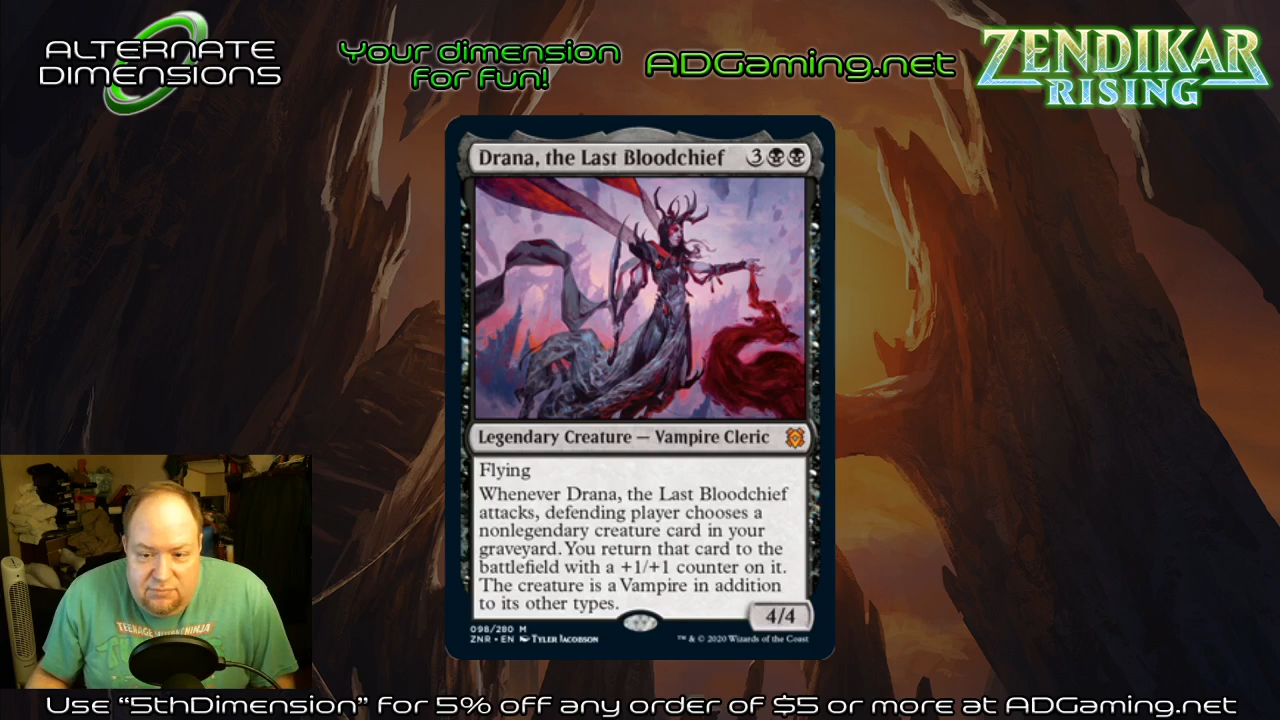 ALTERNATE
DIMENSIONS
Your dimension
for fun!
ADGaming.net
ZENDIKAR
RISING
Drana, the Last Bloodchief 3
Legendary Creature — Vampire Cleric
Flying
Whenever Drana, the Last Bloodchief
attacks, defending player chooses a
nonlegendary creature card in your
graveyard. You return that card to the
battlefield with a +1/+1 counter on it.
The creature is a Vampire in addition
to its other types.
4/4
098/280 M
ZNR • EN TYLER JACOBSON
™ & © 2020 Wizards of the Coast
TEENAGE MUTANT NINJA
Use “5thDimension” for 5% off any order of $5 or more at ADGaming.net